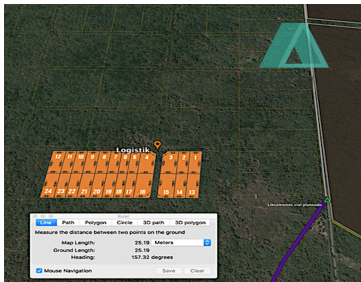 Logistik
12 11 10 9 8 7 6 5 4 3 2 1
24 23 22 21 20 19 18 17 16 15 14 13
Ruler
Line Path Polygon Circle 3D path 3D polygon
Measure the distance between two points on the ground
Map Length: 25.19 Meters
Ground Length: 25.19
Heading: 157.32 degrees
Mouse Navigation Save Clear